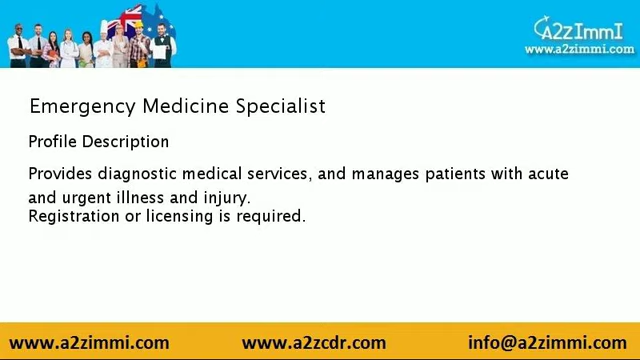 A2ZImmI
www.a2zimmi.com
Emergency Medicine Specialist
Profile Description
Provides diagnostic medical services, and manages patients with acute
and urgent illness and injury.
Registration or licensing is required.
www.a2zimmi.com www.a2zcdr.com info@a2zimmi.com